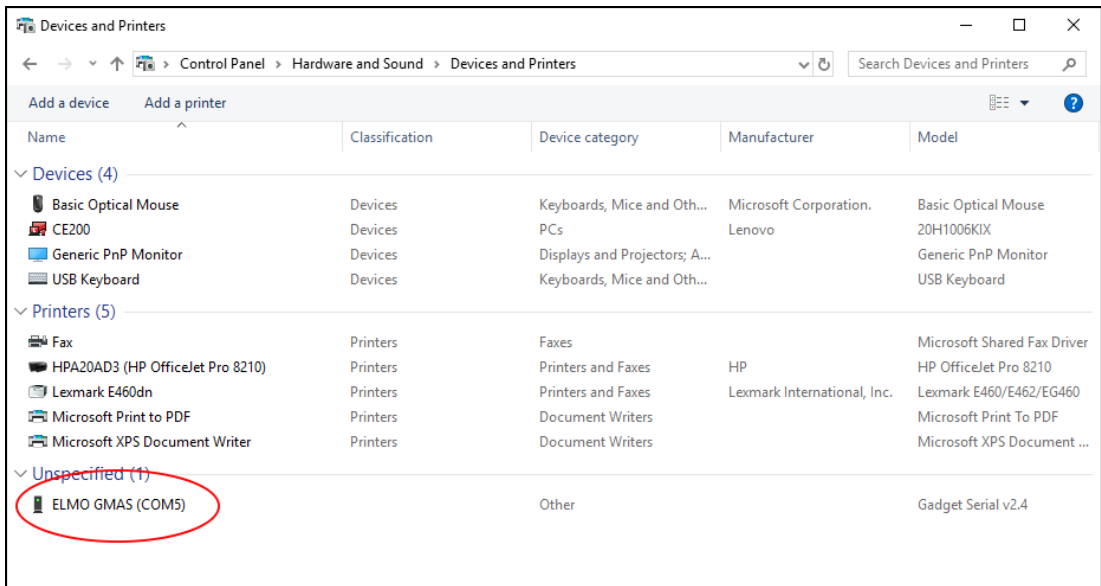 Devices and Printers
Control Panel > Hardware and Sound > Devices and Printers Search Devices and Printers
Add a device Add a printer
Name Classification Device category Manufacturer Model
Devices (4)
Basic Optical Mouse Devices Keyboards, Mice and Oth... Microsoft Corporation. Basic Optical Mouse
CE200 Devices PCs Lenovo 20H1006KIX
Generic PnP Monitor Devices Displays and Projectors; A... Generic PnP Monitor
USB Keyboard Devices Keyboards, Mice and Oth... USB Keyboard
Printers (5)
Fax Printers Faxes Microsoft Shared Fax Driver
HPA20AD3 (HP OfficeJet Pro 8210) Printers Printers and Faxes HP HP OfficeJet Pro 8210
Lexmark E460dn Printers Printers and Faxes Lexmark International, Inc. Lexmark E460/E462/EG460
Microsoft Print to PDF Printers Document Writers Microsoft Print To PDF
Microsoft XPS Document Writer Printers Document Writers Microsoft XPS Document ...
Unspecified (1)
ELMO GMAS (COM5) Other Gadget Serial v2.4